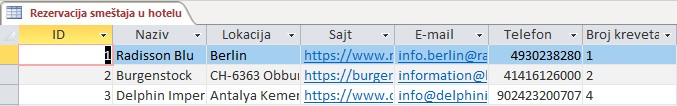 Rezervacija smeštaja u hotelu
ID Naziv Lokacija Sajt E-mail Telefon Broj kreveta
1 Radisson Blu Berlin https://www.r info.berlin@ra 4930238280 1
2 Burgenstock CH-6363 Obbur https://burger information@ 41416126000 2
3 Delphin Imper Antalya Kemer https://www.d info@delphini 902423200707 4